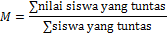 M = ∑nilai siswa yang tuntas
∑siswa yang tuntas